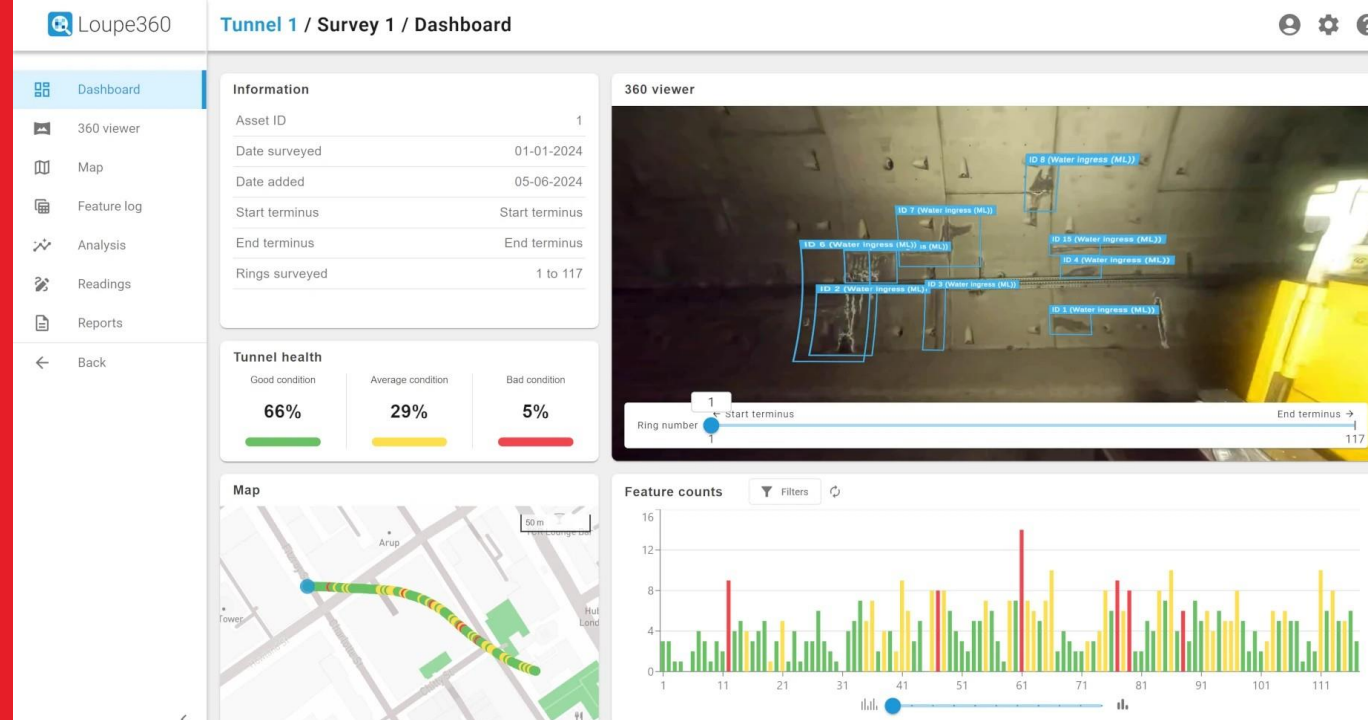 Loupe360
Tunnel 1 / Survey 1 / Dashboard
Dashboard
360 viewer
Map
Feature log
Analysis
Readings
Reports
Back
Information
Asset ID 1
Date surveyed 01-01-2024
Date added 05-06-2024
Start terminus Start terminus
End terminus End terminus
Rings surveyed 1 to 117
Tunnel health
Good condition Average condition Bad condition
66% 29% 5%
Map
50 m
Arup
Tower
360 viewer
ID 8 (Water ingress (ML))
ID 7 (Water ingress (ML))
ID 6 (Water ingress (ML)) (ML))
ID 15 (Water ingress (ML))
ID 4 (Water ingress (ML))
ID 2 (Water ingress (ML)) ID 3 (Water ingress (ML))
ID 1 (Water ingress (ML))
1
← Start terminus End terminus →
Ring number
1 117
Feature counts Filters
16
12
8
4
0
1 11 21 31 41 51 61 71 81 91 101 111